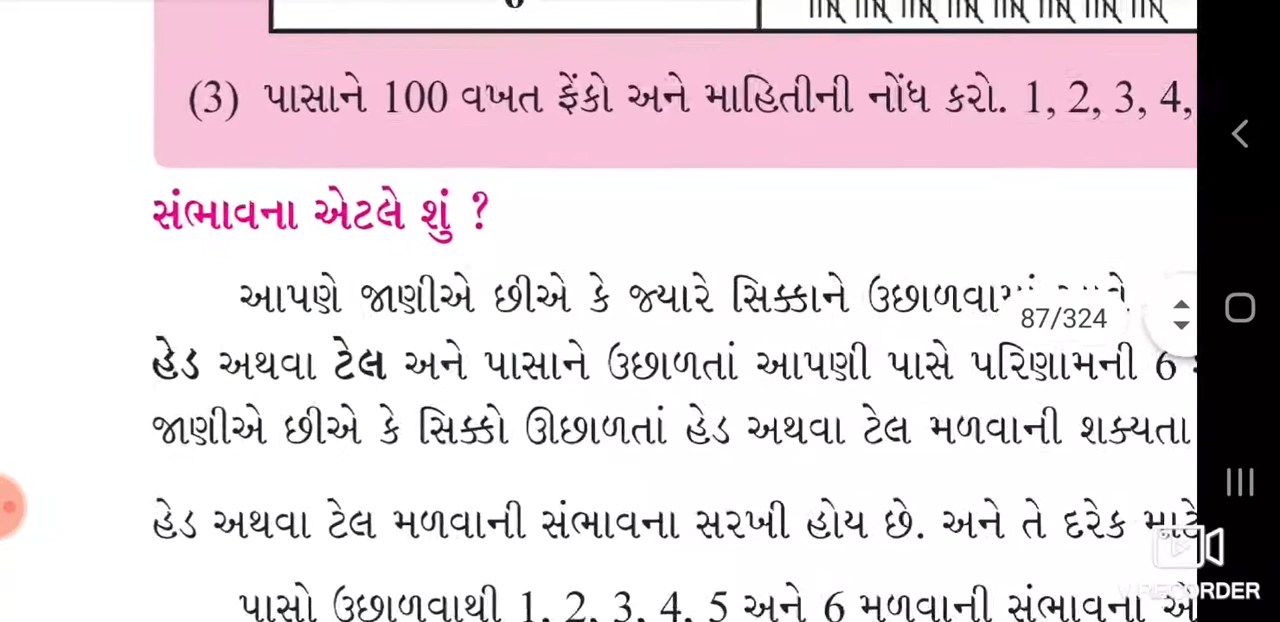 (3) પાસાને 100 વખત ફેંકો અને માહિતીની નોંધ કરો. 1, 2, 3, 4,
સંભાવના એટલે શું ?
આપણે જાણીએ છીએ કે જ્યારે સિક્કાને
87/324
હેડ અથવા ટેલ અને પાસાને ઉછાળતાં આપણી પાસે પરિણામની 6
જાણીએ છીએ કે સિક્કો ઊછાળતાં હેડ અથવા ટેલ મળવાની શક્યતા
હેડ અથવા ટેલ મળવાની સંભાવના સરખી હોય છે. અને તે દરેક માટે
પાસો ઉછાળવાથી 1, 2, 3, 4, 5 અને 6 મળવાની સંભાવના